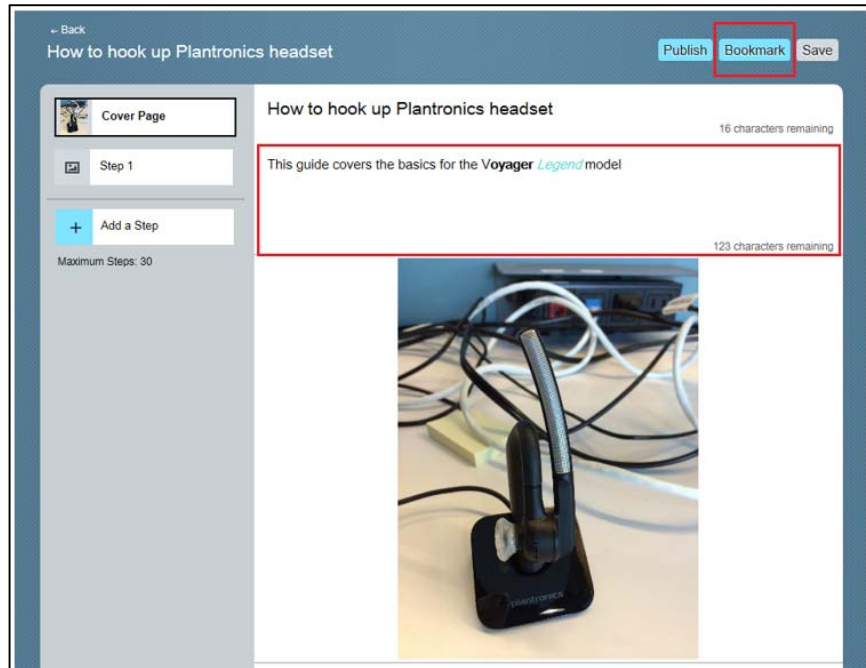 ← Back
How to hook up Plantronics headset
Publish Bookmark Save
Cover Page
Step 1
+ Add a Step
Maximum Steps: 30
How to hook up Plantronics headset
16 characters remaining
This guide covers the basics for the Voyager Legend model
123 characters remaining
plantronics